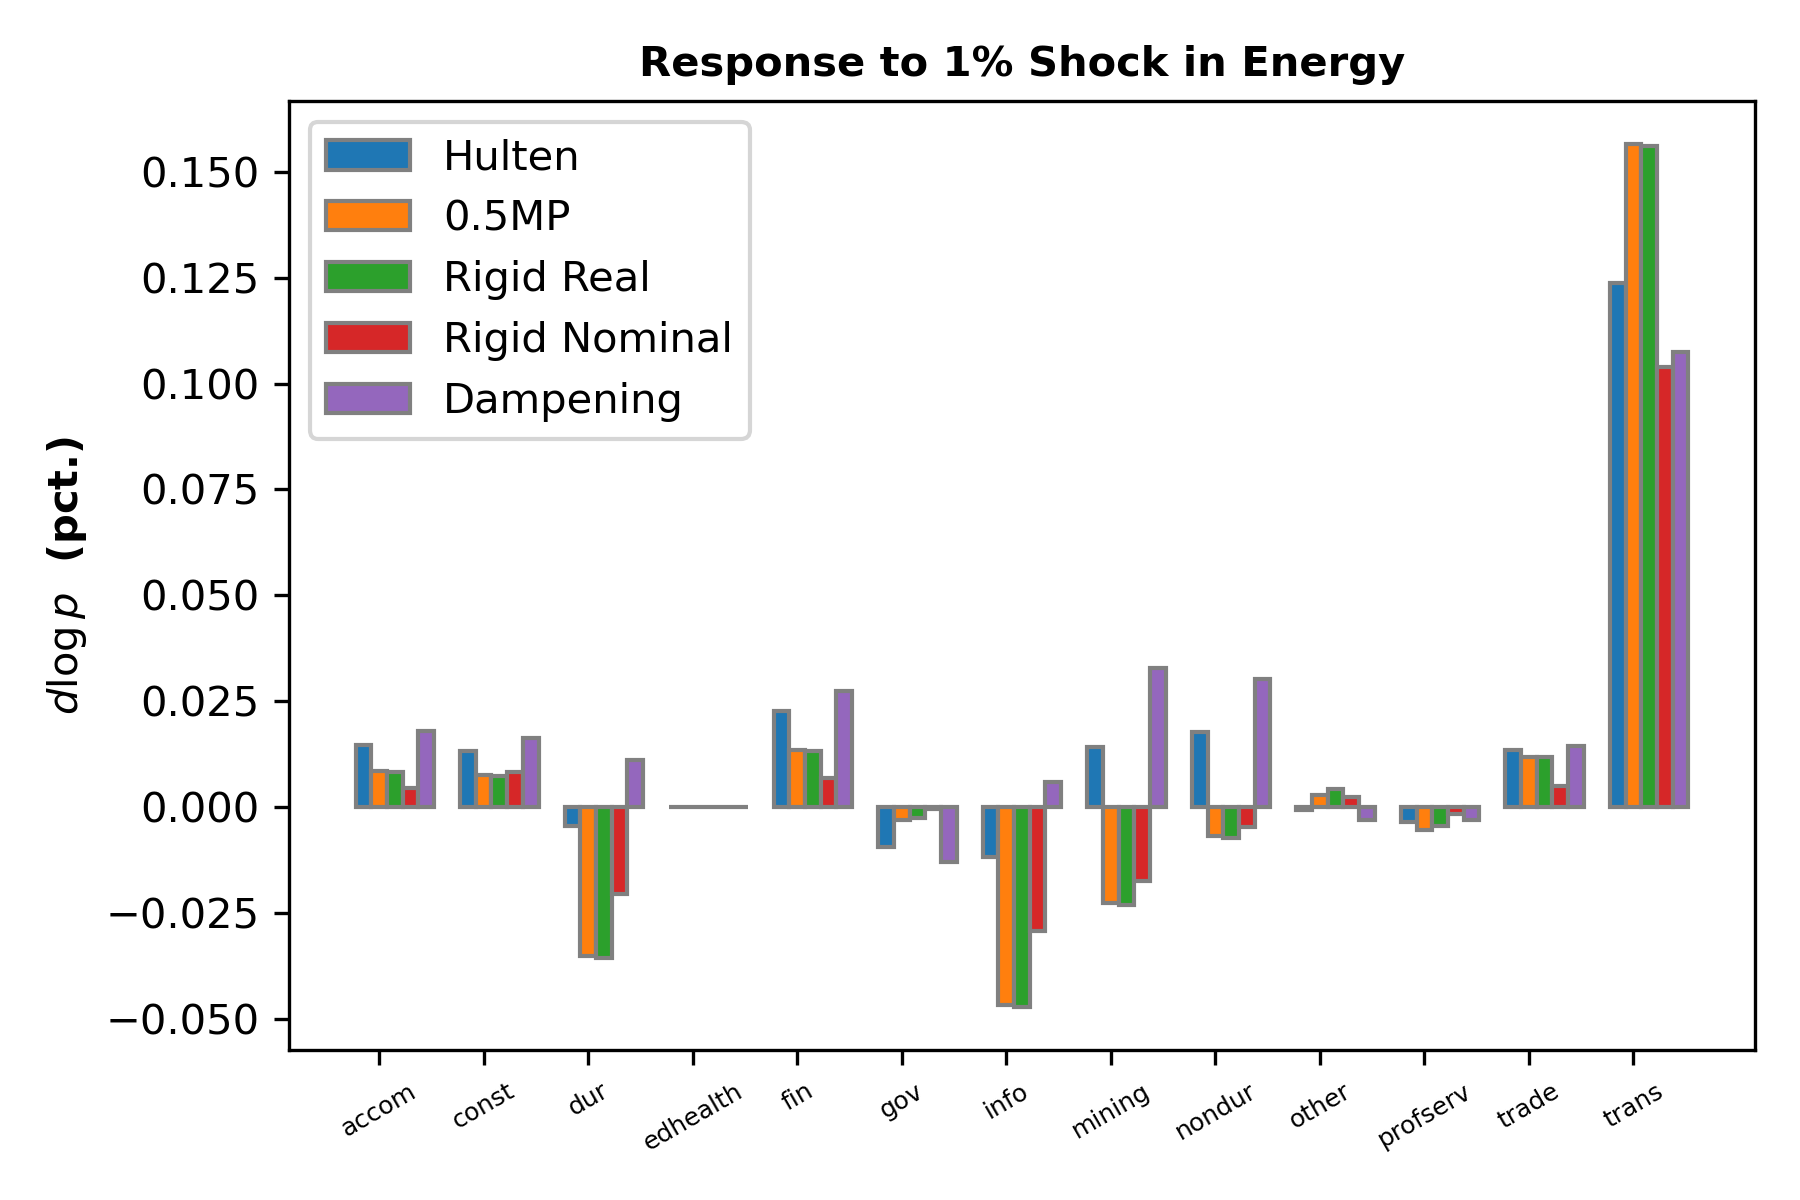 Response to 1% Shock in Energy
Hulten
0.5MP
Rigid Real
Rigid Nominal
Dampening
dlog p (pct.)
0.150
0.125
0.100
0.075
0.050
0.025
0.000
−0.025
−0.050
accom
const
dur
edhealth
fin
gov
info
mining
nondur
other
profserv
trade
trans